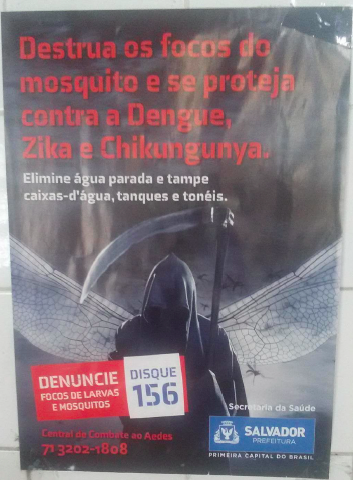 Destrua os focos do
mosquito e se proteja
contra a Dengue,
Zika e Chikungunya.
Elimine água parada e tampe
caixas-d'água, tanques e tonéis.
DENUNCIE
FOCOS DE LARVAS
E MOSQUITOS
DISQUE
156
Central de Combate ao Aedes
71 3202-1808
Secretaria da Saúde
SALVADOR
PREFEITURA
PRIMEIRA CAPITAL DO BRASIL